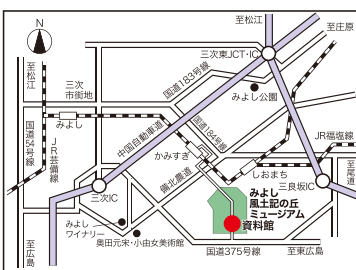 N
至松江
至庄原
三次東JCT・IC
国道183号線
みよし公園
至松江
三次
市街地
みよし
国道54号線
JR芸備線
中国自動車道
国道184号線
かみすぎ
備北農道
しおまち
JR福塩線
至尾道
三良坂IC
三次IC
みよし
風土記の丘
ミュージアム
資料館
みよし
ワイナリー
奥田元宋・小由女美術館
国道375号線
至東広島
至広島